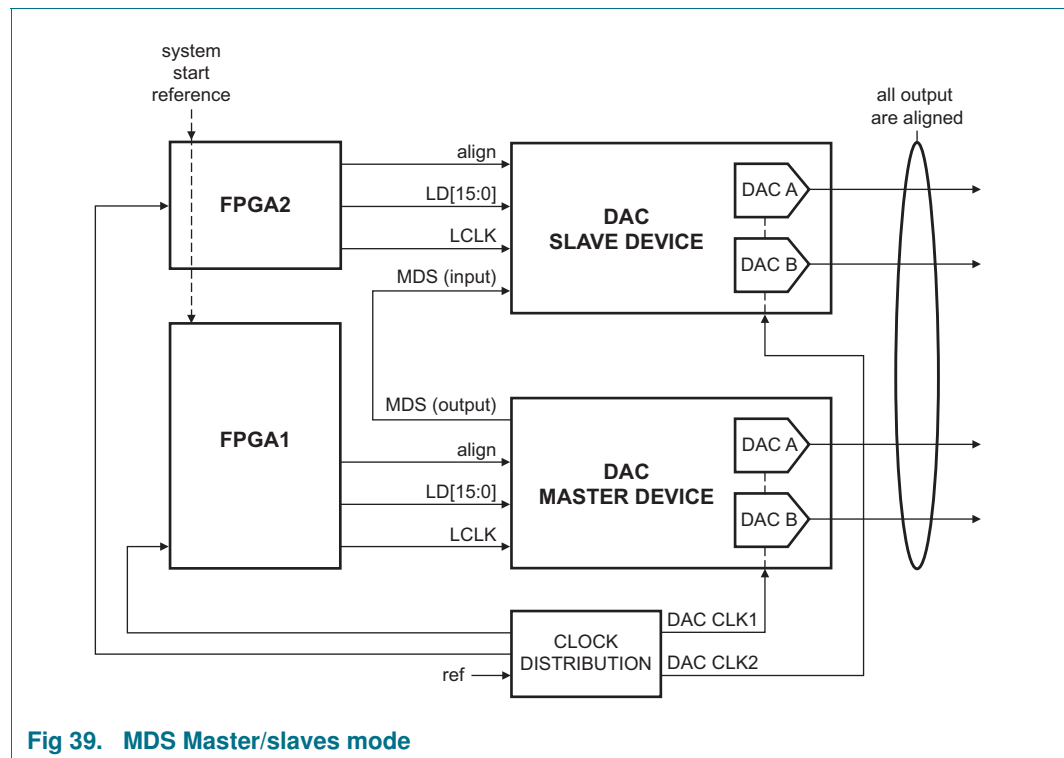 system
start
reference
all output
are aligned
FPGA2
align
LD[15:0]
LCLK
MDS (input)
DAC
SLAVE DEVICE
DAC A
DAC B
FPGA1
MDS (output)
align
LD[15:0]
LCLK
DAC
MASTER DEVICE
DAC A
DAC B
CLOCK
DISTRIBUTION
ref
DAC CLK1
DAC CLK2
Fig 39. MDS Master/slaves mode